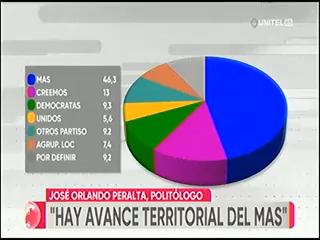 UNITEL
MAS 46,3
CREEMOS 13
DEMOCRATAS 9,3
UNIDOS 5,6
OTROS PARTISO 9.2
AGRUP. LOC 7,4
POR DEFINIR 9,2
JOSÉ ORLANDO PERALTA, POLITÓLOGO
"HAY AVANCE TERRITORIAL DEL MAS"